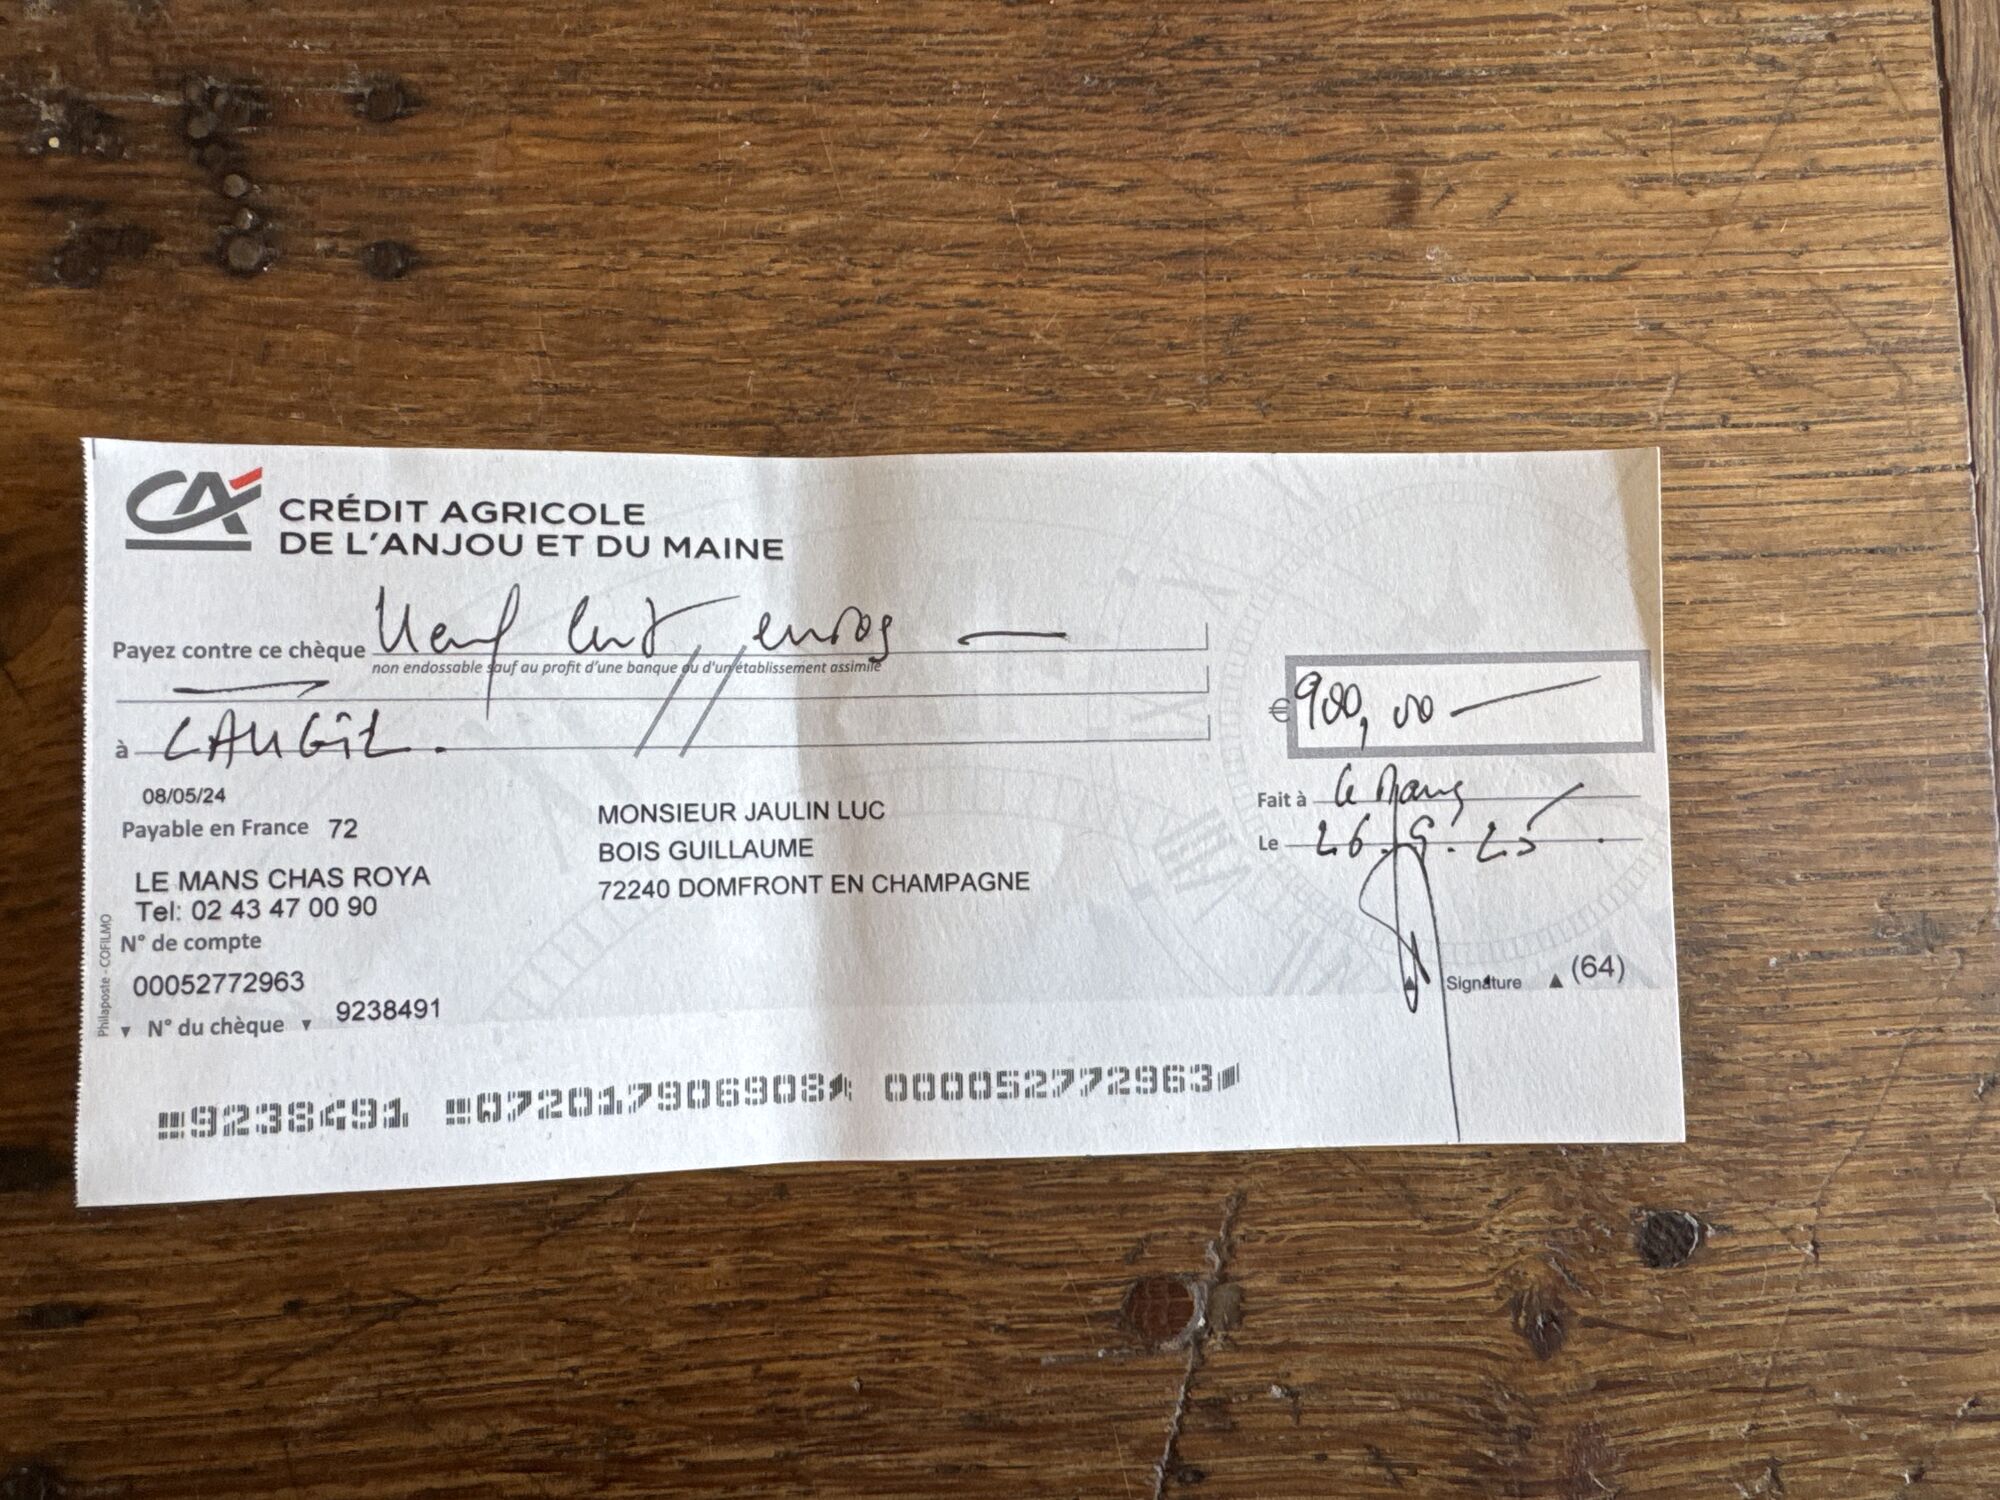 CA CRÉDIT AGRICOLE
DE L'ANJOU ET DU MAINE
Payez contre ce chèque Neuf cent euros
non endossable sauf au profit d'une banque ou d'un établissement assimilé
€ 900,00
à CAUGIL.
08/05/24
Payable en France 72
LE MANS CHAS ROYA
Tel: 02 43 47 00 90
N° de compte
00052772963
N° du chèque 9238491
Philaposte - COFILMO
MONSIEUR JAULIN LUC
BOIS GUILLAUME
72240 DOMFRONT EN CHAMPAGNE
Fait à Le Mans
Le 26.9.25
Signature (64)
9238491 072017906908 000052772963